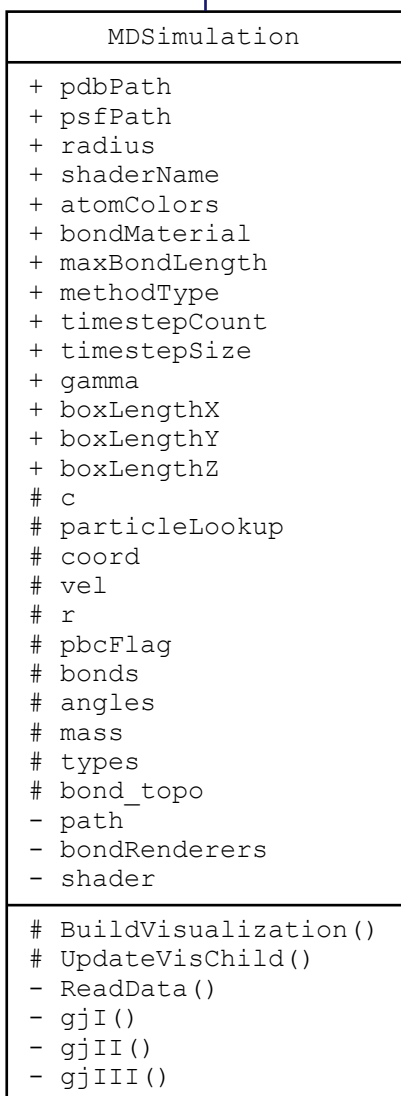 MDSimulation
+ pdbPath
+ psfPath
+ radius
+ shaderName
+ atomColors
+ bondMaterial
+ maxBondLength
+ methodType
+ timestepCount
+ timestepSize
+ gamma
+ boxLengthX
+ boxLengthY
+ boxLengthZ
# c
# particleLookup
# coord
# vel
# r
# pbcFlag
# bonds
# angles
# mass
# types
# bond_topo
- path
- bondRenderers
- shader
# BuildVisualization()
# UpdateVisChild()
- ReadData()
- gjI()
- gjII()
- gjIII()